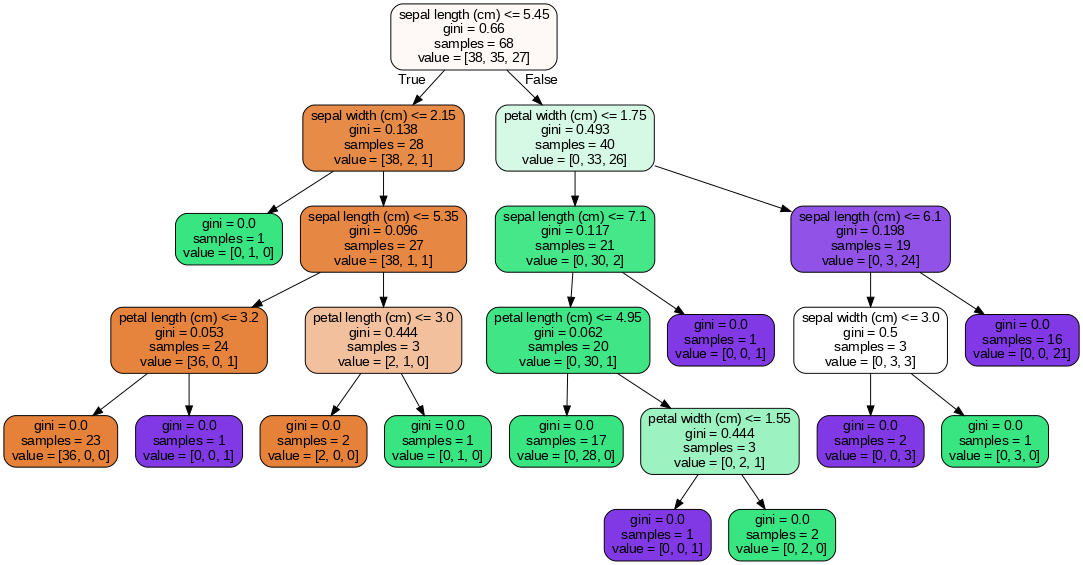 sepal length (cm) <= 5.45
gini = 0.66
samples = 68
value = [38, 35, 27]
True
False
sepal width (cm) <= 2.15
gini = 0.138
samples = 28
value = [38, 2, 1]
petal width (cm) <= 1.75
gini = 0.493
samples = 40
value = [0, 33, 26]
gini = 0.0
samples = 1
value = [0, 1, 0]
sepal length (cm) <= 5.35
gini = 0.096
samples = 27
value = [38, 1, 1]
sepal length (cm) <= 7.1
gini = 0.117
samples = 21
value = [0, 30, 2]
sepal length (cm) <= 6.1
gini = 0.198
samples = 19
value = [0, 3, 24]
petal length (cm) <= 3.2
gini = 0.053
samples = 24
value = [36, 0, 1]
petal length (cm) <= 3.0
gini = 0.444
samples = 3
value = [2, 1, 0]
petal length (cm) <= 4.95
gini = 0.062
samples = 20
value = [0, 30, 1]
gini = 0.0
samples = 1
value = [0, 0, 1]
sepal width (cm) <= 3.0
gini = 0.5
samples = 3
value = [0, 3, 3]
gini = 0.0
samples = 16
value = [0, 0, 21]
gini = 0.0
samples = 23
value = [36, 0, 0]
gini = 0.0
samples = 1
value = [0, 0, 1]
gini = 0.0
samples = 2
value = [2, 0, 0]
gini = 0.0
samples = 1
value = [0, 1, 0]
gini = 0.0
samples = 17
value = [0, 28, 0]
petal width (cm) <= 1.55
gini = 0.444
samples = 3
value = [0, 2, 1]
gini = 0.0
samples = 2
value = [0, 0, 3]
gini = 0.0
samples = 1
value = [0, 3, 0]
gini = 0.0
samples = 1
value = [0, 0, 1]
gini = 0.0
samples = 2
value = [0, 2, 0]